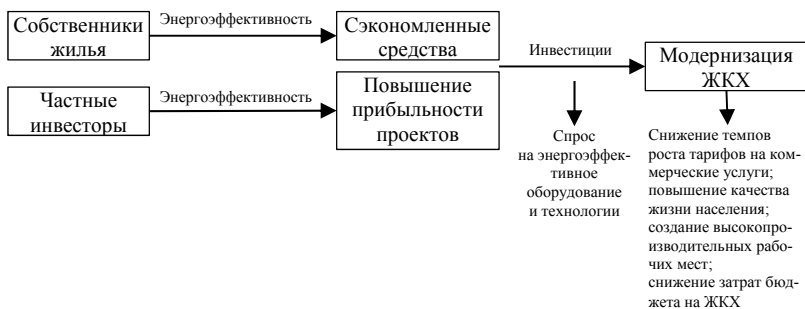 Собственники
жилья
Энергоэффективность
Сэкономленные
средства
Частные
инвесторы
Энергоэффективность
Повышение
прибыльности
проектов
Инвестиции
Модернизация
ЖКХ
Спрос
на энергоэффек-
тивное
оборудование
и технологии
Снижение темпов
роста тарифов на ком-
мерческие услуги;
повышение качества
жизни населения;
создание высокопро-
изводительных рабо-
чих мест;
снижение затрат бюд-
жета на ЖКХ